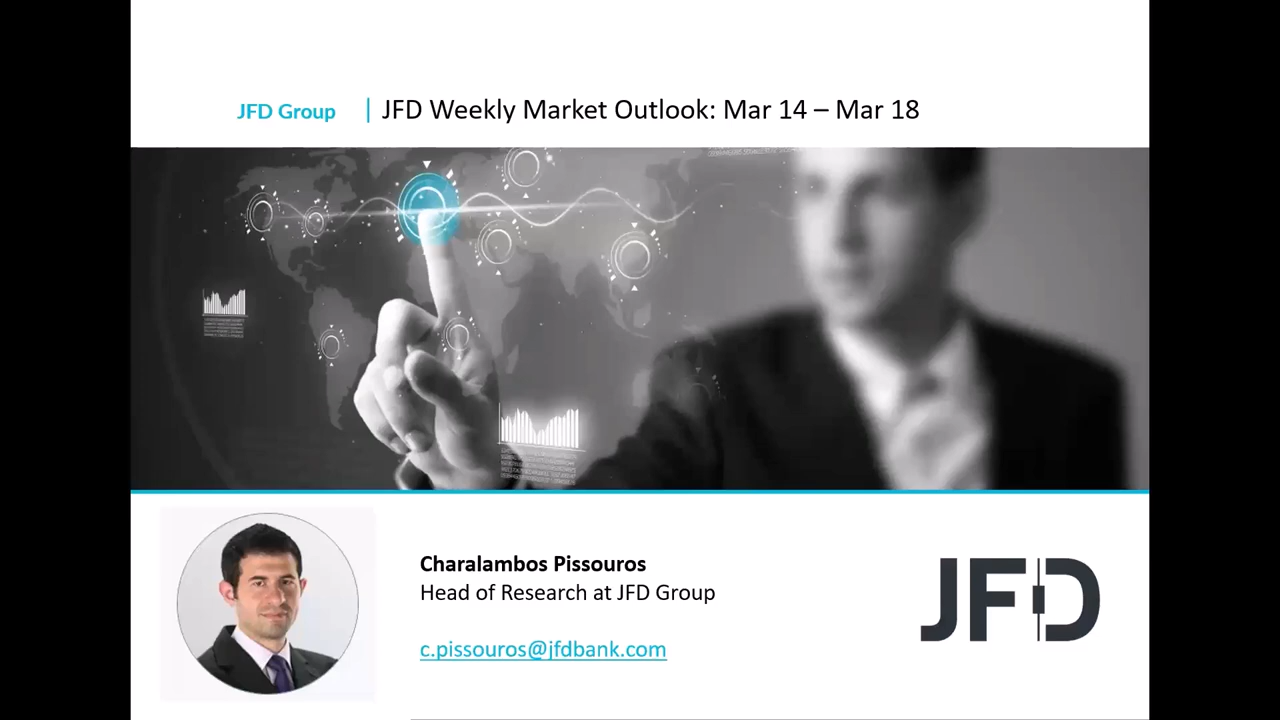 JFD Group | JFD Weekly Market Outlook: Mar 14 – Mar 18
Charalambos Pissouros
Head of Research at JFD Group
c.pissouros@jfdbank.com
JFD